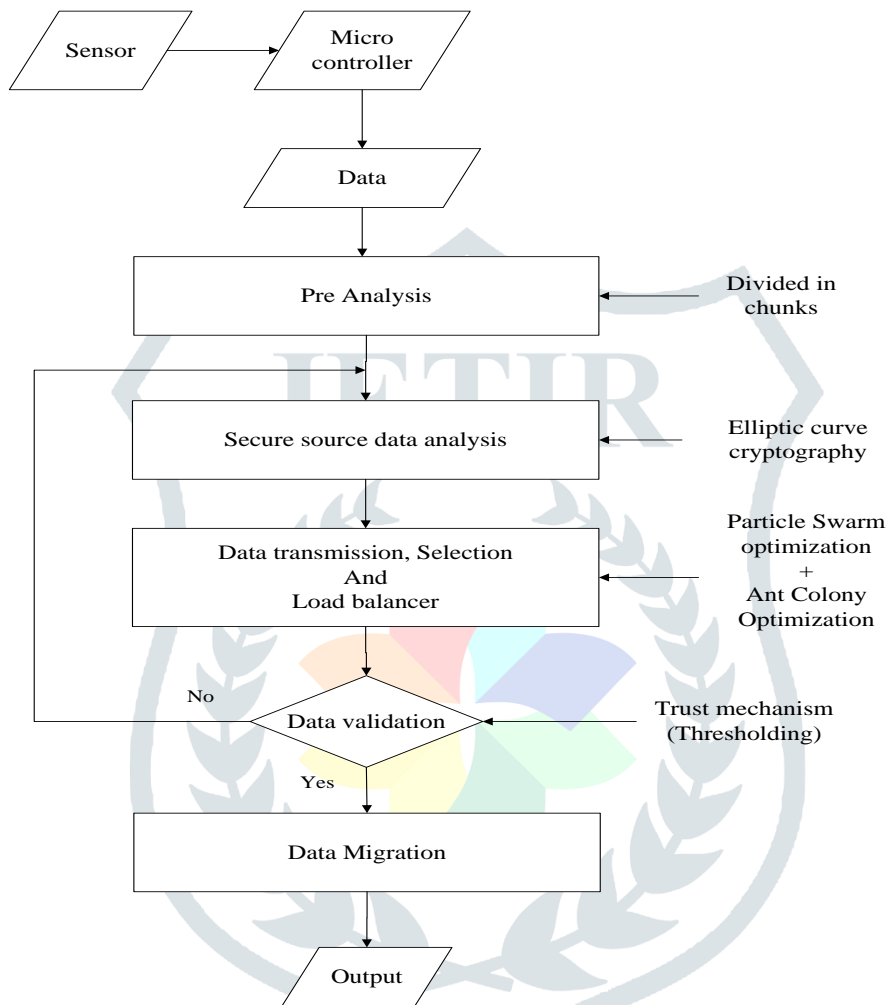 Sensor
Micro
controller
Data
Pre Analysis
Divided in
chunks
JETIR
Secure source data analysis
Elliptic curve
cryptography
Data transmission, Selection
And
Load balancer
Particle Swarm
optimization
+
Ant Colony
Optimization
No
Data validation
Trust mechanism
(Thresholding)
Yes
Data Migration
Output